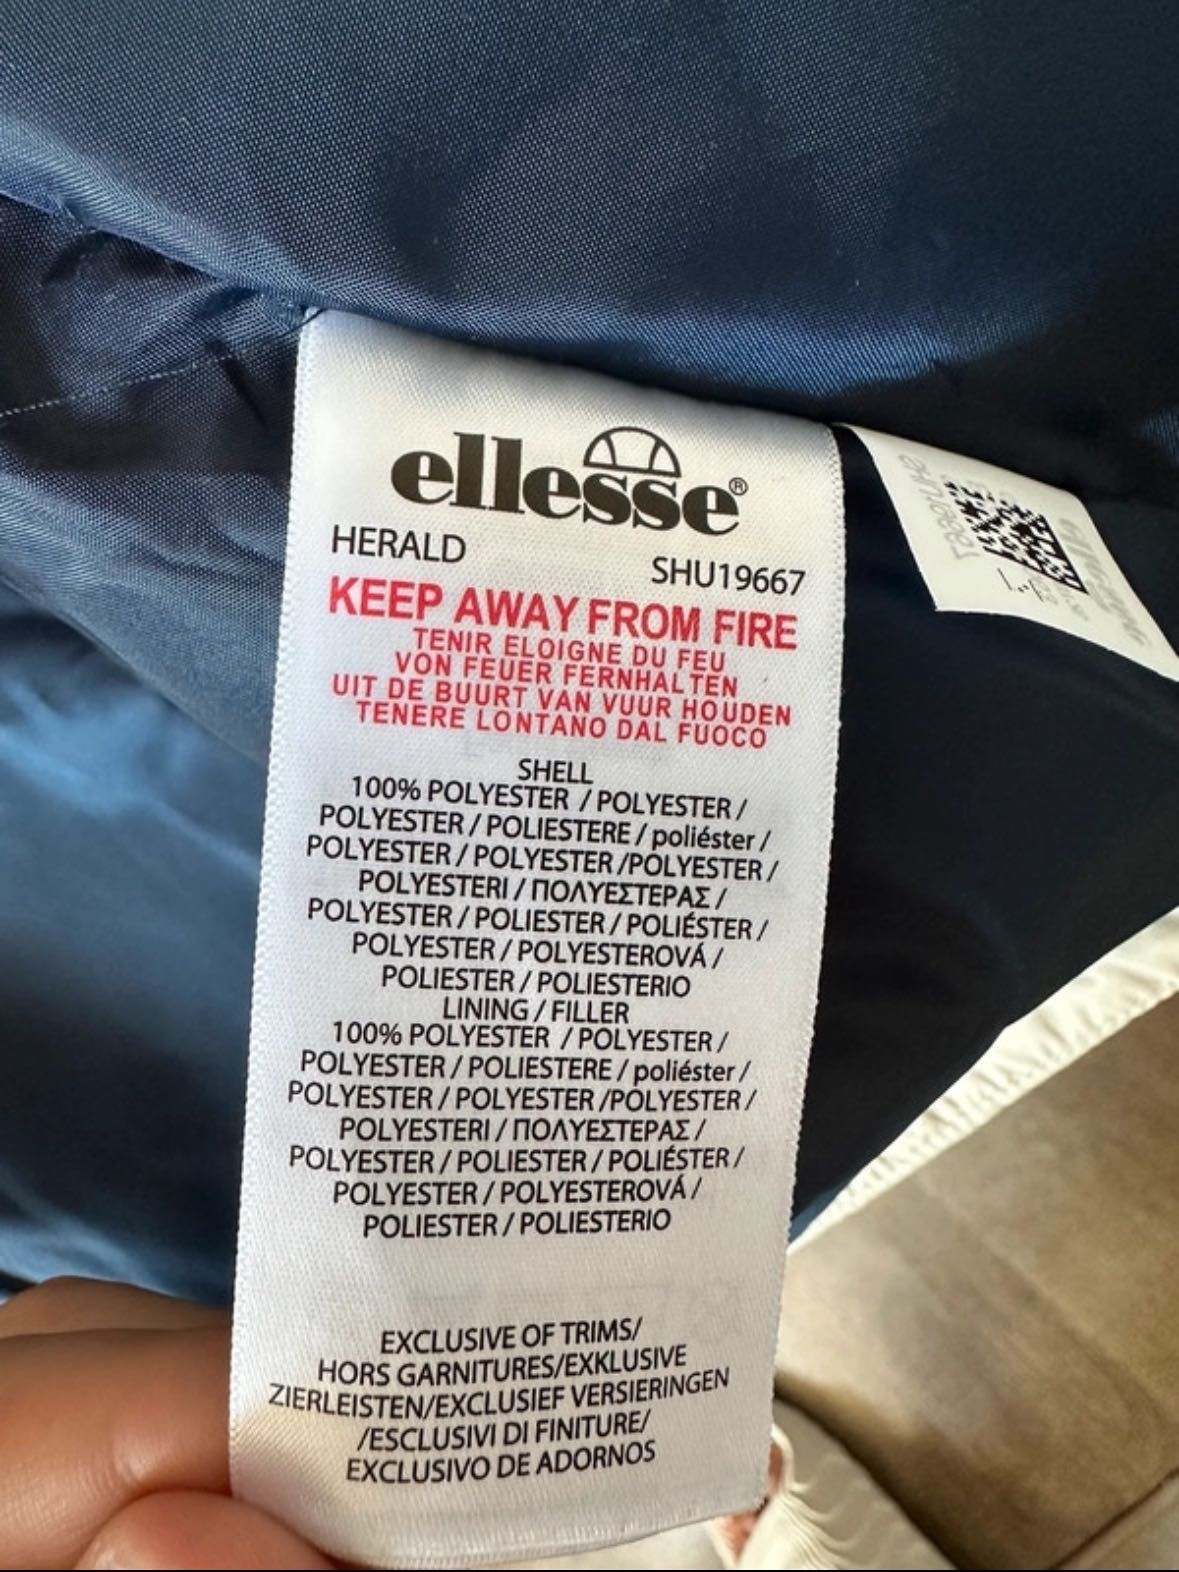 ellesse®
HERALD SHU19667
KEEP AWAY FROM FIRE
TENIR ELOIGNE DU FEU
VON FEUER FERNHALTEN
UIT DE BUURT VAN VUUR HOUDEN
TENERE LONTANO DAL FUOCO
SHELL
100% POLYESTER / POLYESTER /
POLYESTER / POLIESTERE / poliéster /
POLYESTER / POLYESTER /POLYESTER /
POLYESTERI / ΠΟΛΥΕΣΤΕΡΑΣ /
POLYESTER / POLIESTER / POLIÉSTER /
POLYESTER / POLYESTEROVÁ /
POLIESTER / POLIESTERIO
LINING / FILLER
100% POLYESTER / POLYESTER /
POLYESTER / POLIESTERE / poliéster /
POLYESTER / POLYESTER /POLYESTER /
POLYESTERI / ΠΟΛΥΕΣΤΕΡΑΣ /
POLYESTER / POLIESTER / POLIÉSTER /
POLYESTER / POLYESTEROVÁ /
POLIESTER / POLIESTERIO
EXCLUSIVE OF TRIMS/
HORS GARNITURES/EXKLUSIVE
ZIERLEISTEN/EXCLUSIEF VERSIERINGEN
/ESCLUSIVI DI FINITURE/
EXCLUSIVO DE ADORNOS